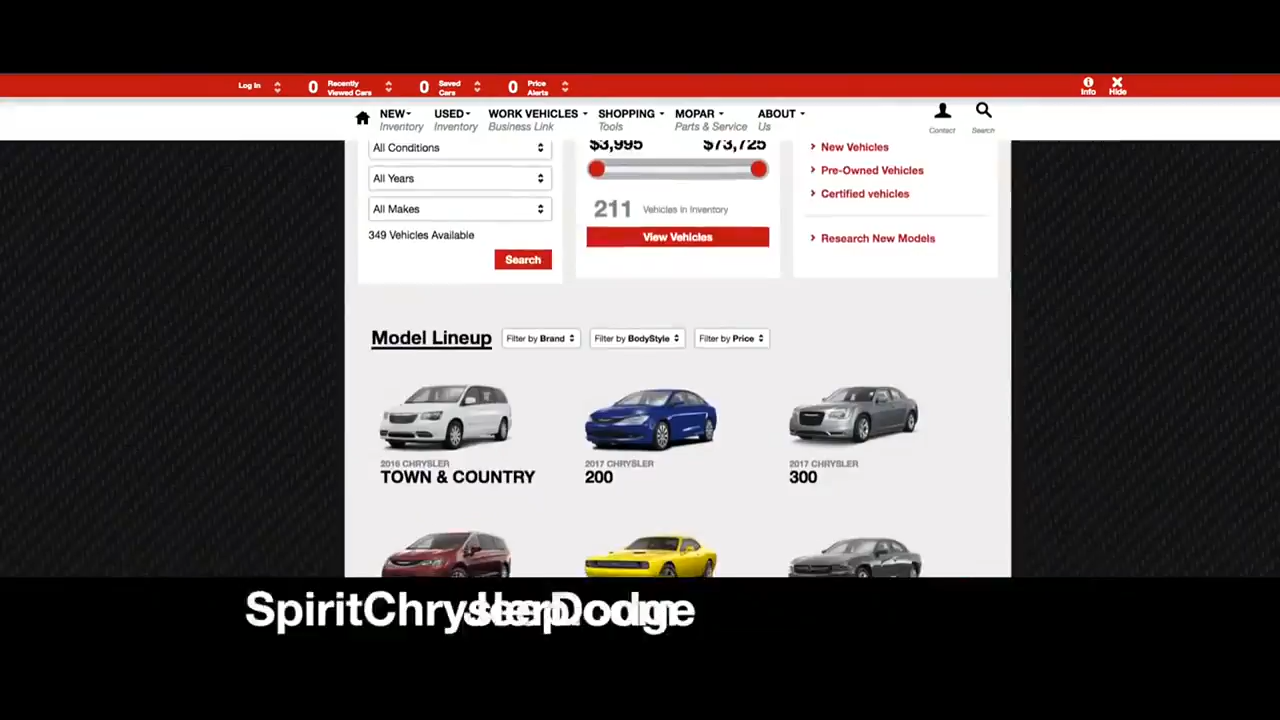 Log In 0 Recently Viewed Cars 0 Saved Cars 0 Price Alerts Info Hide
NEW USED WORK VEHICLES SHOPPING MOPAR ABOUT
Inventory Inventory Business Link Tools Parts & Service Us Contact Search
All Conditions
All Years
All Makes
349 Vehicles Available
Search
$3,995 $73,725
211 Vehicles in Inventory
View Vehicles
New Vehicles
Pre-Owned Vehicles
Certified vehicles
Research New Models
Model Lineup Filter by Brand Filter by BodyStyle Filter by Price
2016 CHRYSLER
TOWN & COUNTRY
2017 CHRYSLER
200
2017 CHRYSLER
300